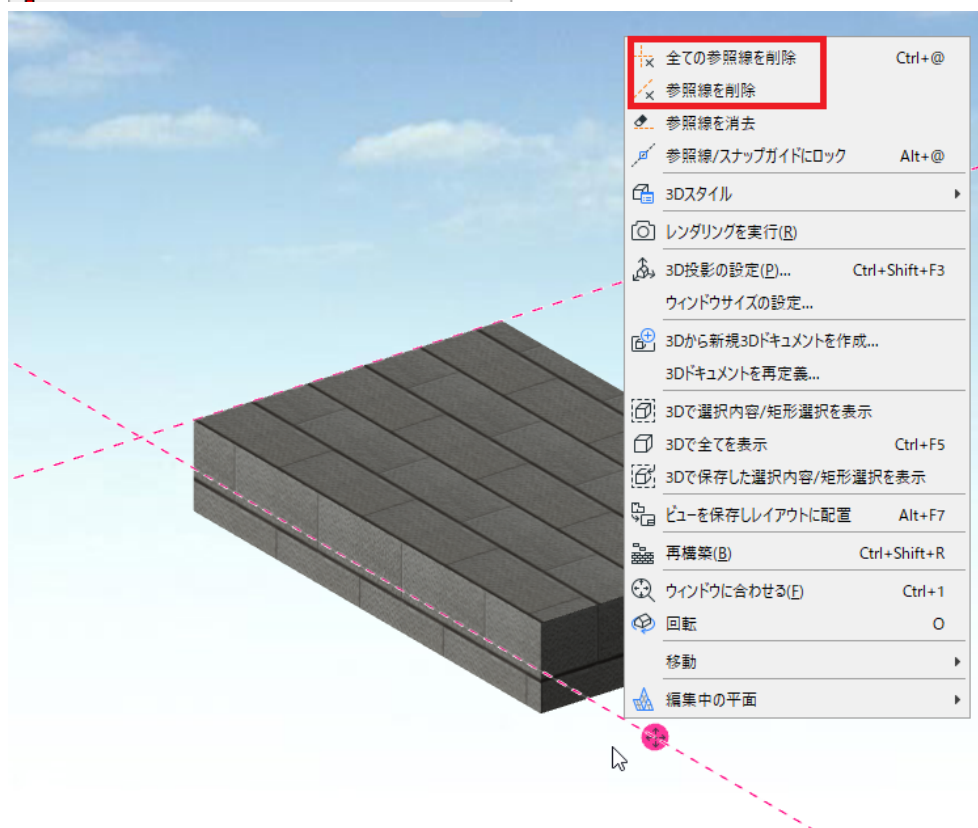 全ての参照線を削除 Ctrl+@
参照線を削除
参照線を消去
参照線/スナップガイドにロック Alt+@
3Dスタイル
レンダリングを実行(R)
3D投影の設定(P)... Ctrl+Shift+F3
ウィンドウサイズの設定...
3Dから新規3Dドキュメントを作成...
3Dドキュメントを再定義...
3Dで選択内容/矩形選択を表示
3Dで全てを表示 Ctrl+F5
3Dで保存した選択内容/矩形選択を表示
ビューを保存しレイアウトに配置 Alt+F7
再構築(B) Ctrl+Shift+R
ウィンドウに合わせる(F) Ctrl+1
回転 O
移動
編集中の平面